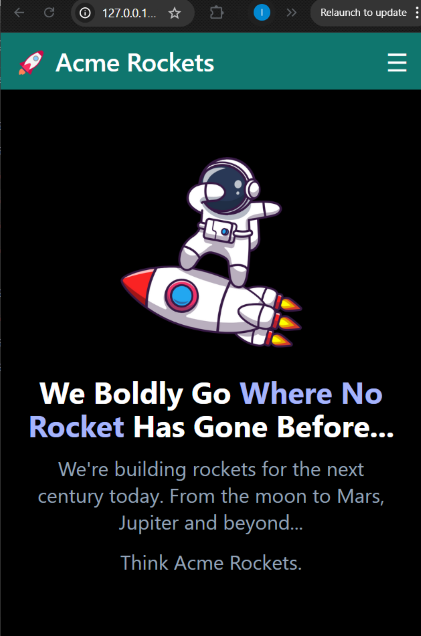 127.0.0.1...
I
Relaunch to update
Acme Rockets
We Boldly Go Where No
Rocket Has Gone Before...
We're building rockets for the next
century today. From the moon to Mars,
Jupiter and beyond...
Think Acme Rockets.